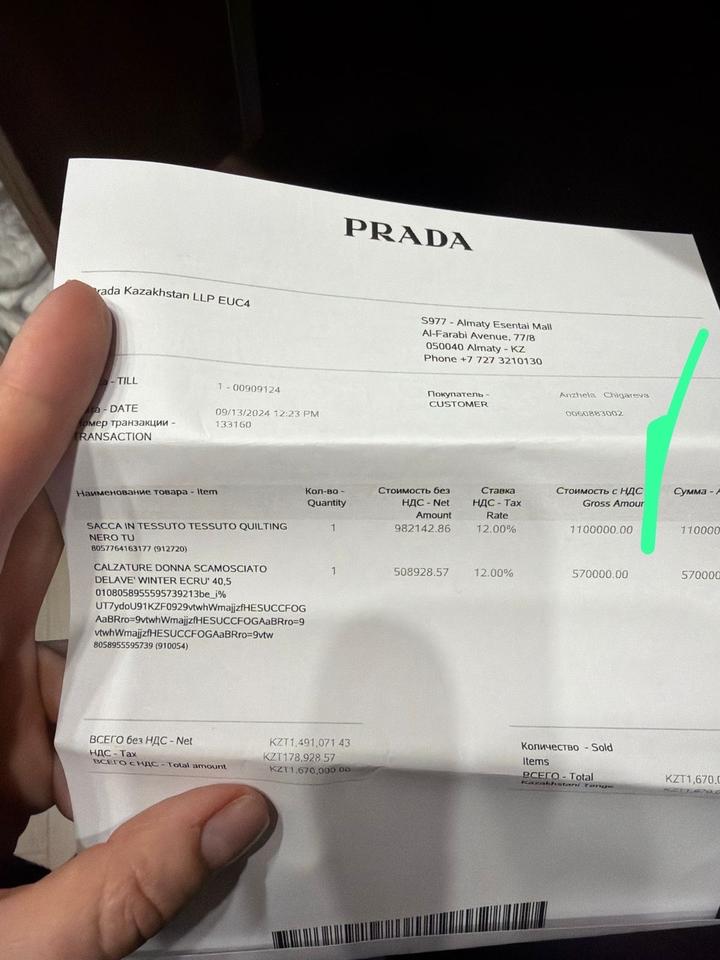 PRADA
rada Kazakhstan LLP EUC4
S977 - Almaty Esentai Mall
Al-Farabi Avenue, 77/8
050040 Almaty - KZ
Phone +7 727 3210130
- TILL
1 - 00909124
Покупатель -
CUSTOMER
Anzhela Chigareva
0060883002
- DATE
09/13/2024 12:23 PM
омер транзакции -
133160
TRANSACTION
Наименование товара - Item
Кол-во -
Quantity
Стоимость без
НДС - Net
Amount
Ставка
НДС - Tax
Rate
Стоимость с НДС
Gross Amour
Сумма - A
SACCA IN TESSUTO TESSUTO QUILTING
NERO TU
8057764163177 (912720)
1
982142.86
12.00%
1100000.00
110000
CALZATURE DONNA SCAMOSCIATO
DELAVE' WINTER ECRU' 40,5
0108058955595739213be_i%
UT7ydoU91KZF0929vtwhWmajjzfHESUCCFOG
AaBRro=9vtwhWmajjzfHESUCCFOGAaBRro=9
vtwhWmajjzfHESUCCFOGAaBRro=9vtw
8058955595739 (910054)
1
508928.57
12.00%
570000.00
570000
ВСЕГО без НДС - Net
KZT1,491,071 43
НДС - Tax
KZT178,928 57
ВСЕГО с НДС - Total amount
KZT1,670,000 00
Количество - Sold
Items
ВСЕГО - Total
KZT1,670,0
Kazakhstani Tenge